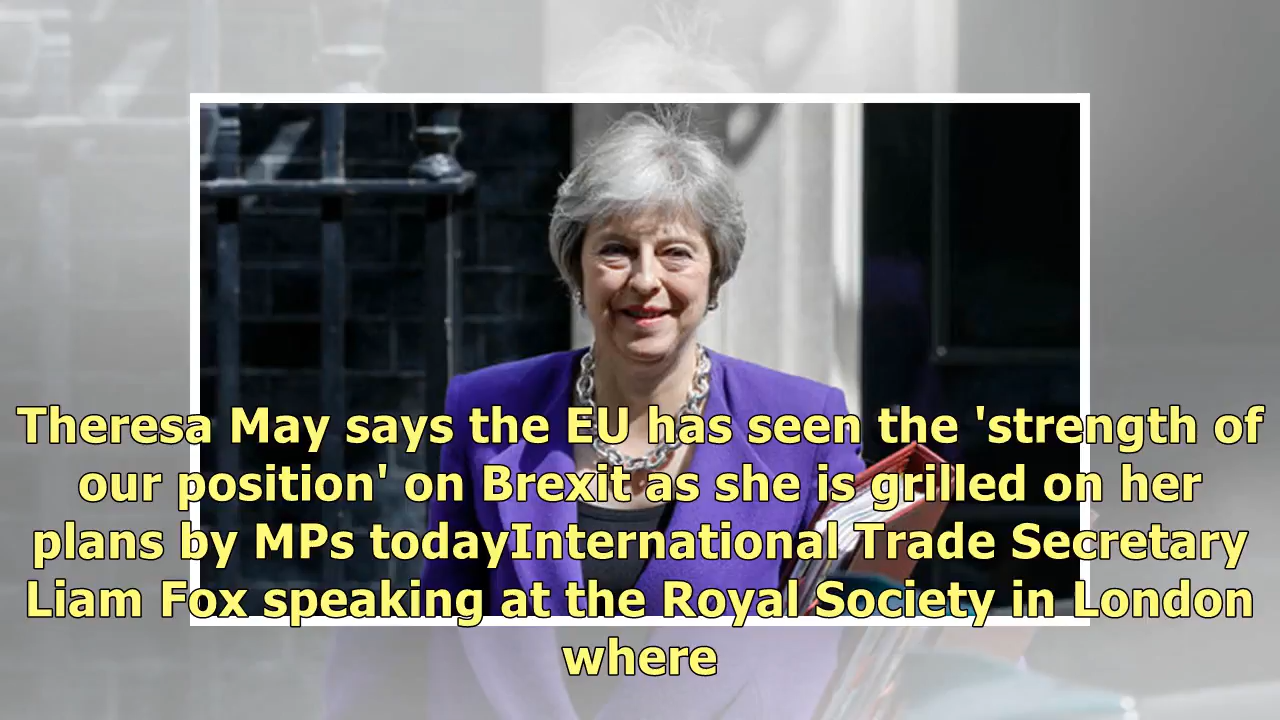 Theresa May says the EU has seen the 'strength of
our position' on Brexit as she is grilled on her
plans by MPs todayInternational Trade Secretary
Liam Fox speaking at the Royal Society in London
where